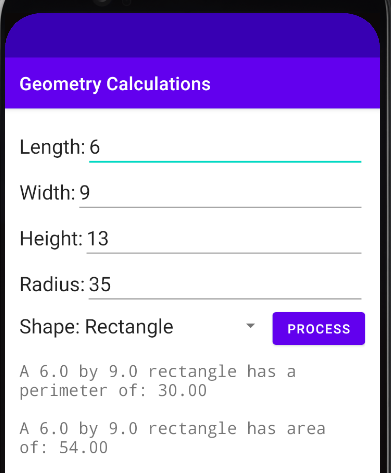 Geometry Calculations
Length: 6
Width: 9
Height: 13
Radius: 35
Shape: Rectangle PROCESS
A 6.0 by 9.0 rectangle has a
perimeter of: 30.00
A 6.0 by 9.0 rectangle has area
of: 54.00